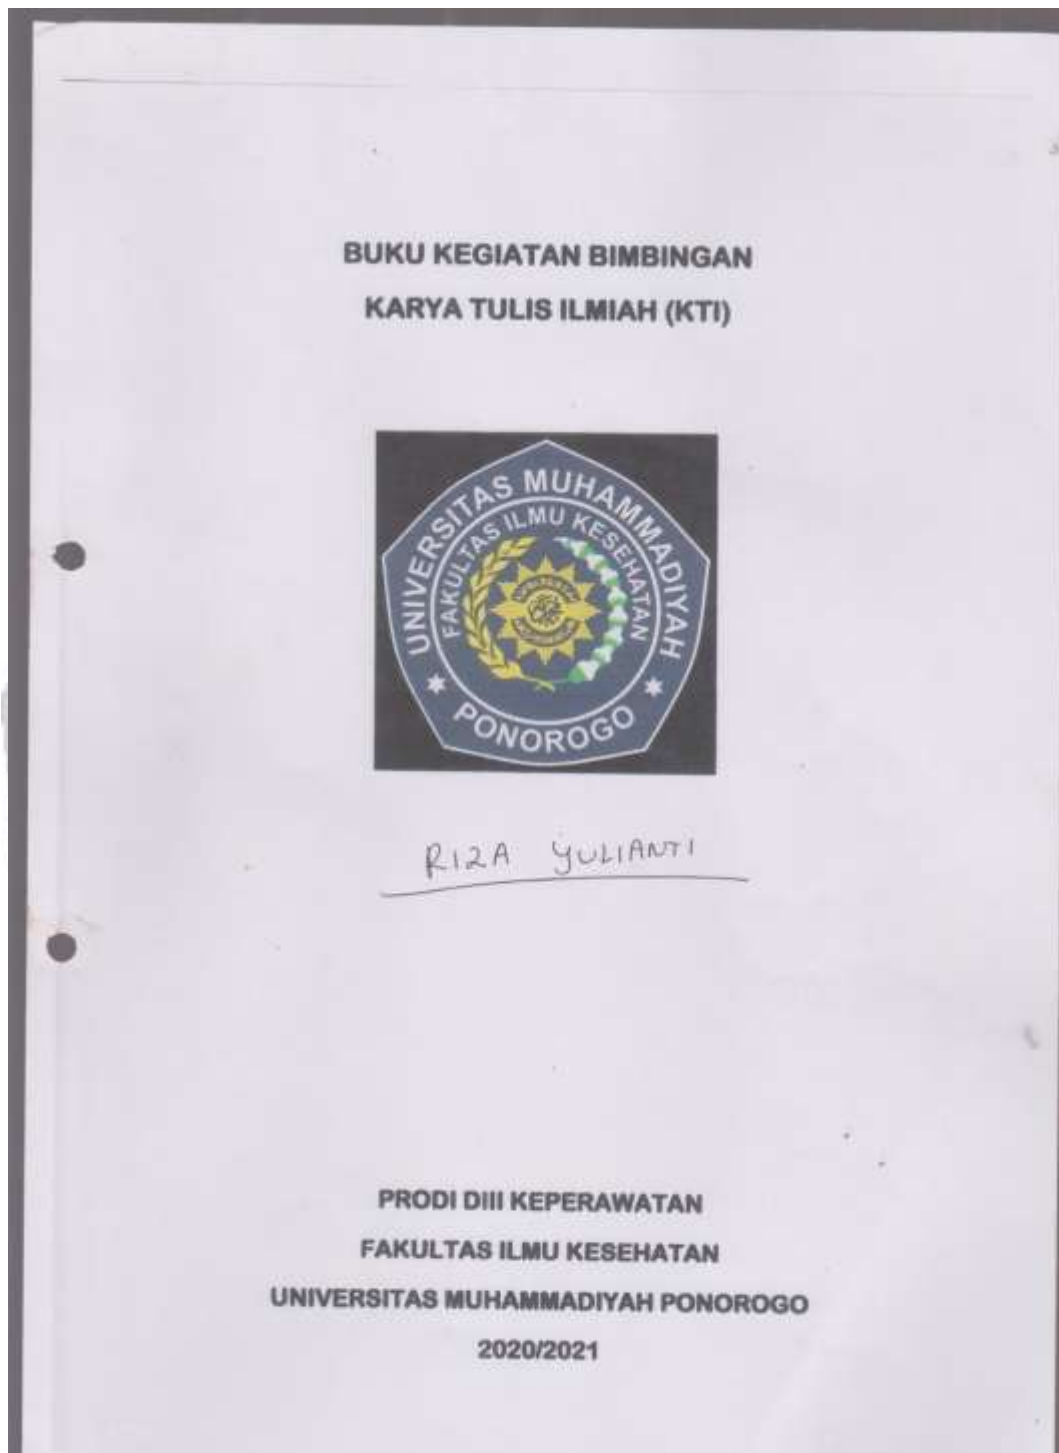 BUKU KEGIATAN BIMBINGAN
KARYA TULIS ILMIAH (KTI)
UNIVERSITAS MUHAMMADIYAH
FAKULTAS ILMU KESEHATAN
PONOROGO
RIZA YULIANTI
PRODI DIII KEPERAWATAN
FAKULTAS ILMU KESEHATAN
UNIVERSITAS MUHAMMADIYAH PONOROGO
2020/2021